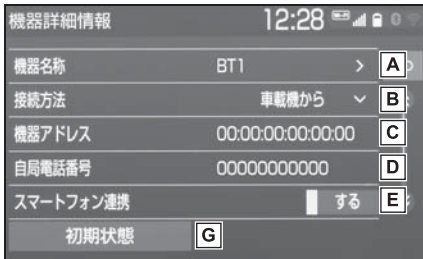 機器詳細情報 12:28
機器名称 BT1 > A
接続方法 車載機から B
機器アドレス 00:00:00:00:00:00 C
自局電話番号 00000000000 D
スマートフォン連携 する E
初期状態 G